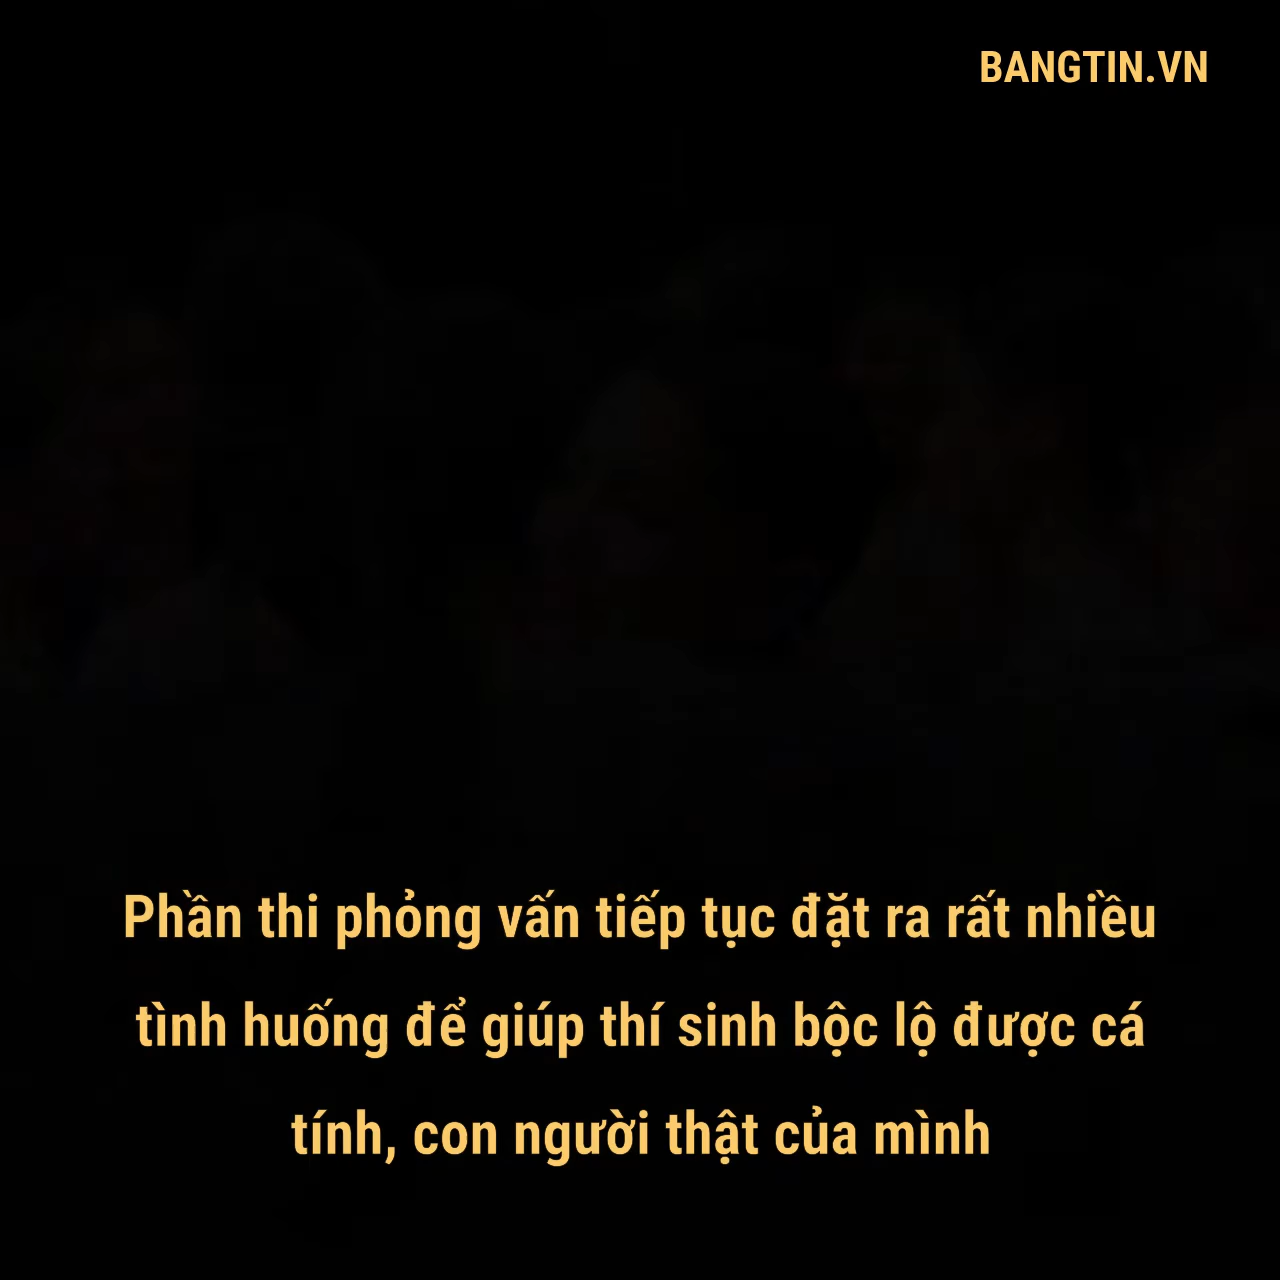 BANGTIN.VN
Phần thi phỏng vấn tiếp tục đặt ra rất nhiều
tình huống để giúp thí sinh bộc lộ được cá
tính, con người thật của mình